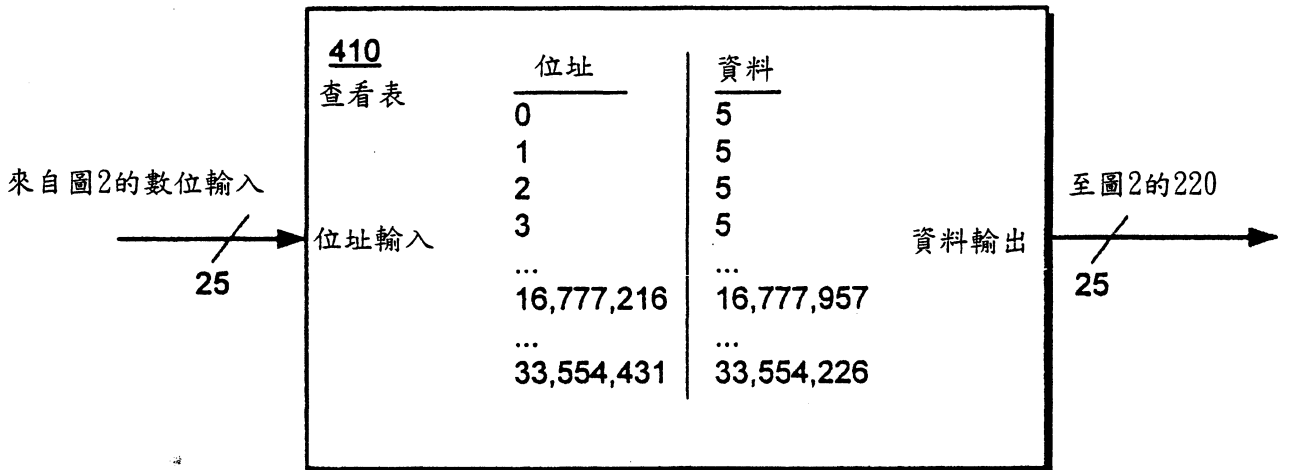 410
查看表
位址 資料
0 5
1 5
2 5
3 5
... ...
16,777,216 16,777,957
... ...
33,554,431 33,554,226
來自圖2的數位輸入
25
位址輸入
資料輸出
至圖2的220
25